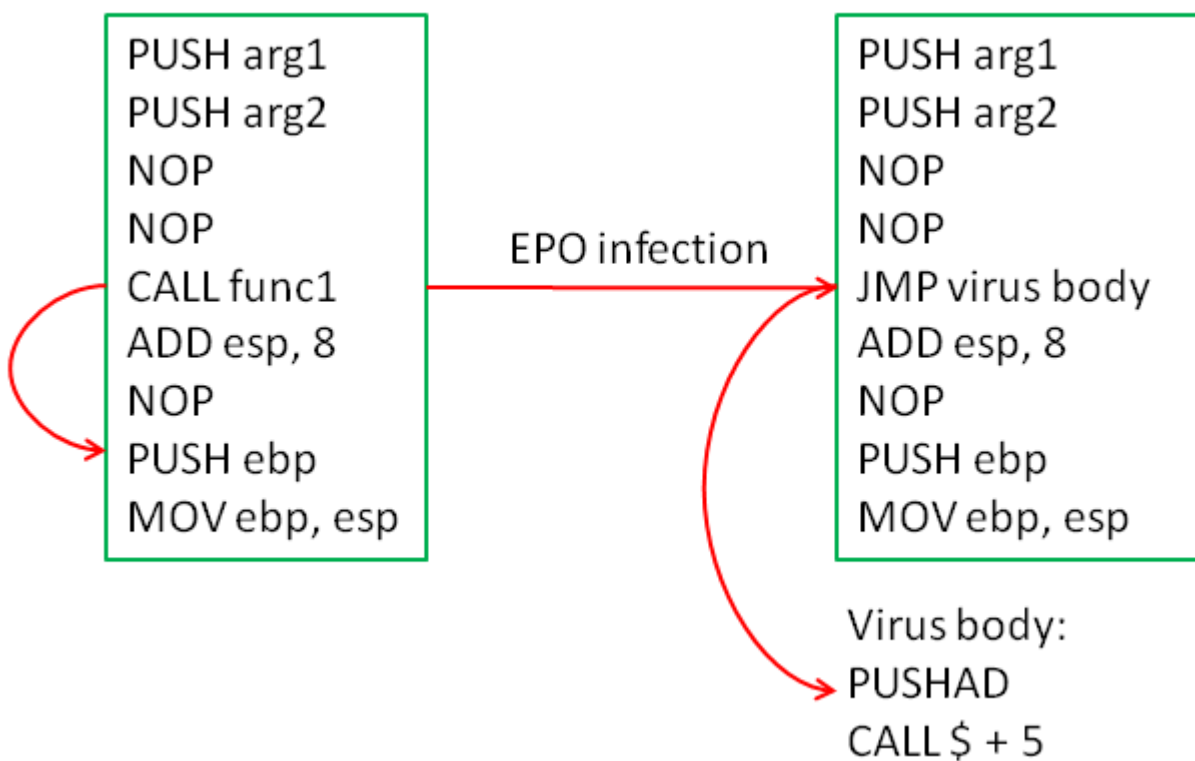 PUSH arg1
PUSH arg2
NOP
NOP
CALL func1
ADD esp, 8
NOP
PUSH ebp
MOV ebp, esp
EPO infection
PUSH arg1
PUSH arg2
NOP
NOP
JMP virus body
ADD esp, 8
NOP
PUSH ebp
MOV ebp, esp
Virus body:
PUSHAD
CALL $ + 5